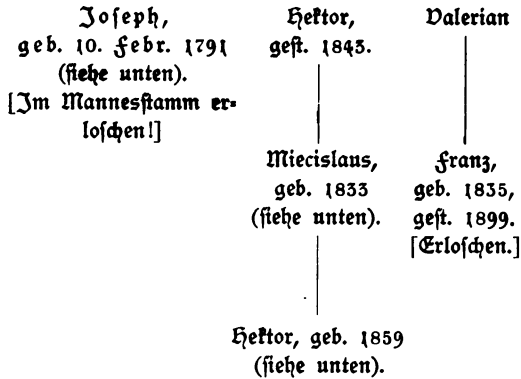 Joseph,
geb. 10. Febr. 1791
(siehe unten).
[Im Mannesstamm er-
loschen!]
Hektor,
gest. 1843.
Valerian
Miecislaus,
geb. 1833
(siehe unten).
Franz,
geb. 1835,
gest. 1899.
[Erloschen.]
Hektor, geb. 1859
(siehe unten).